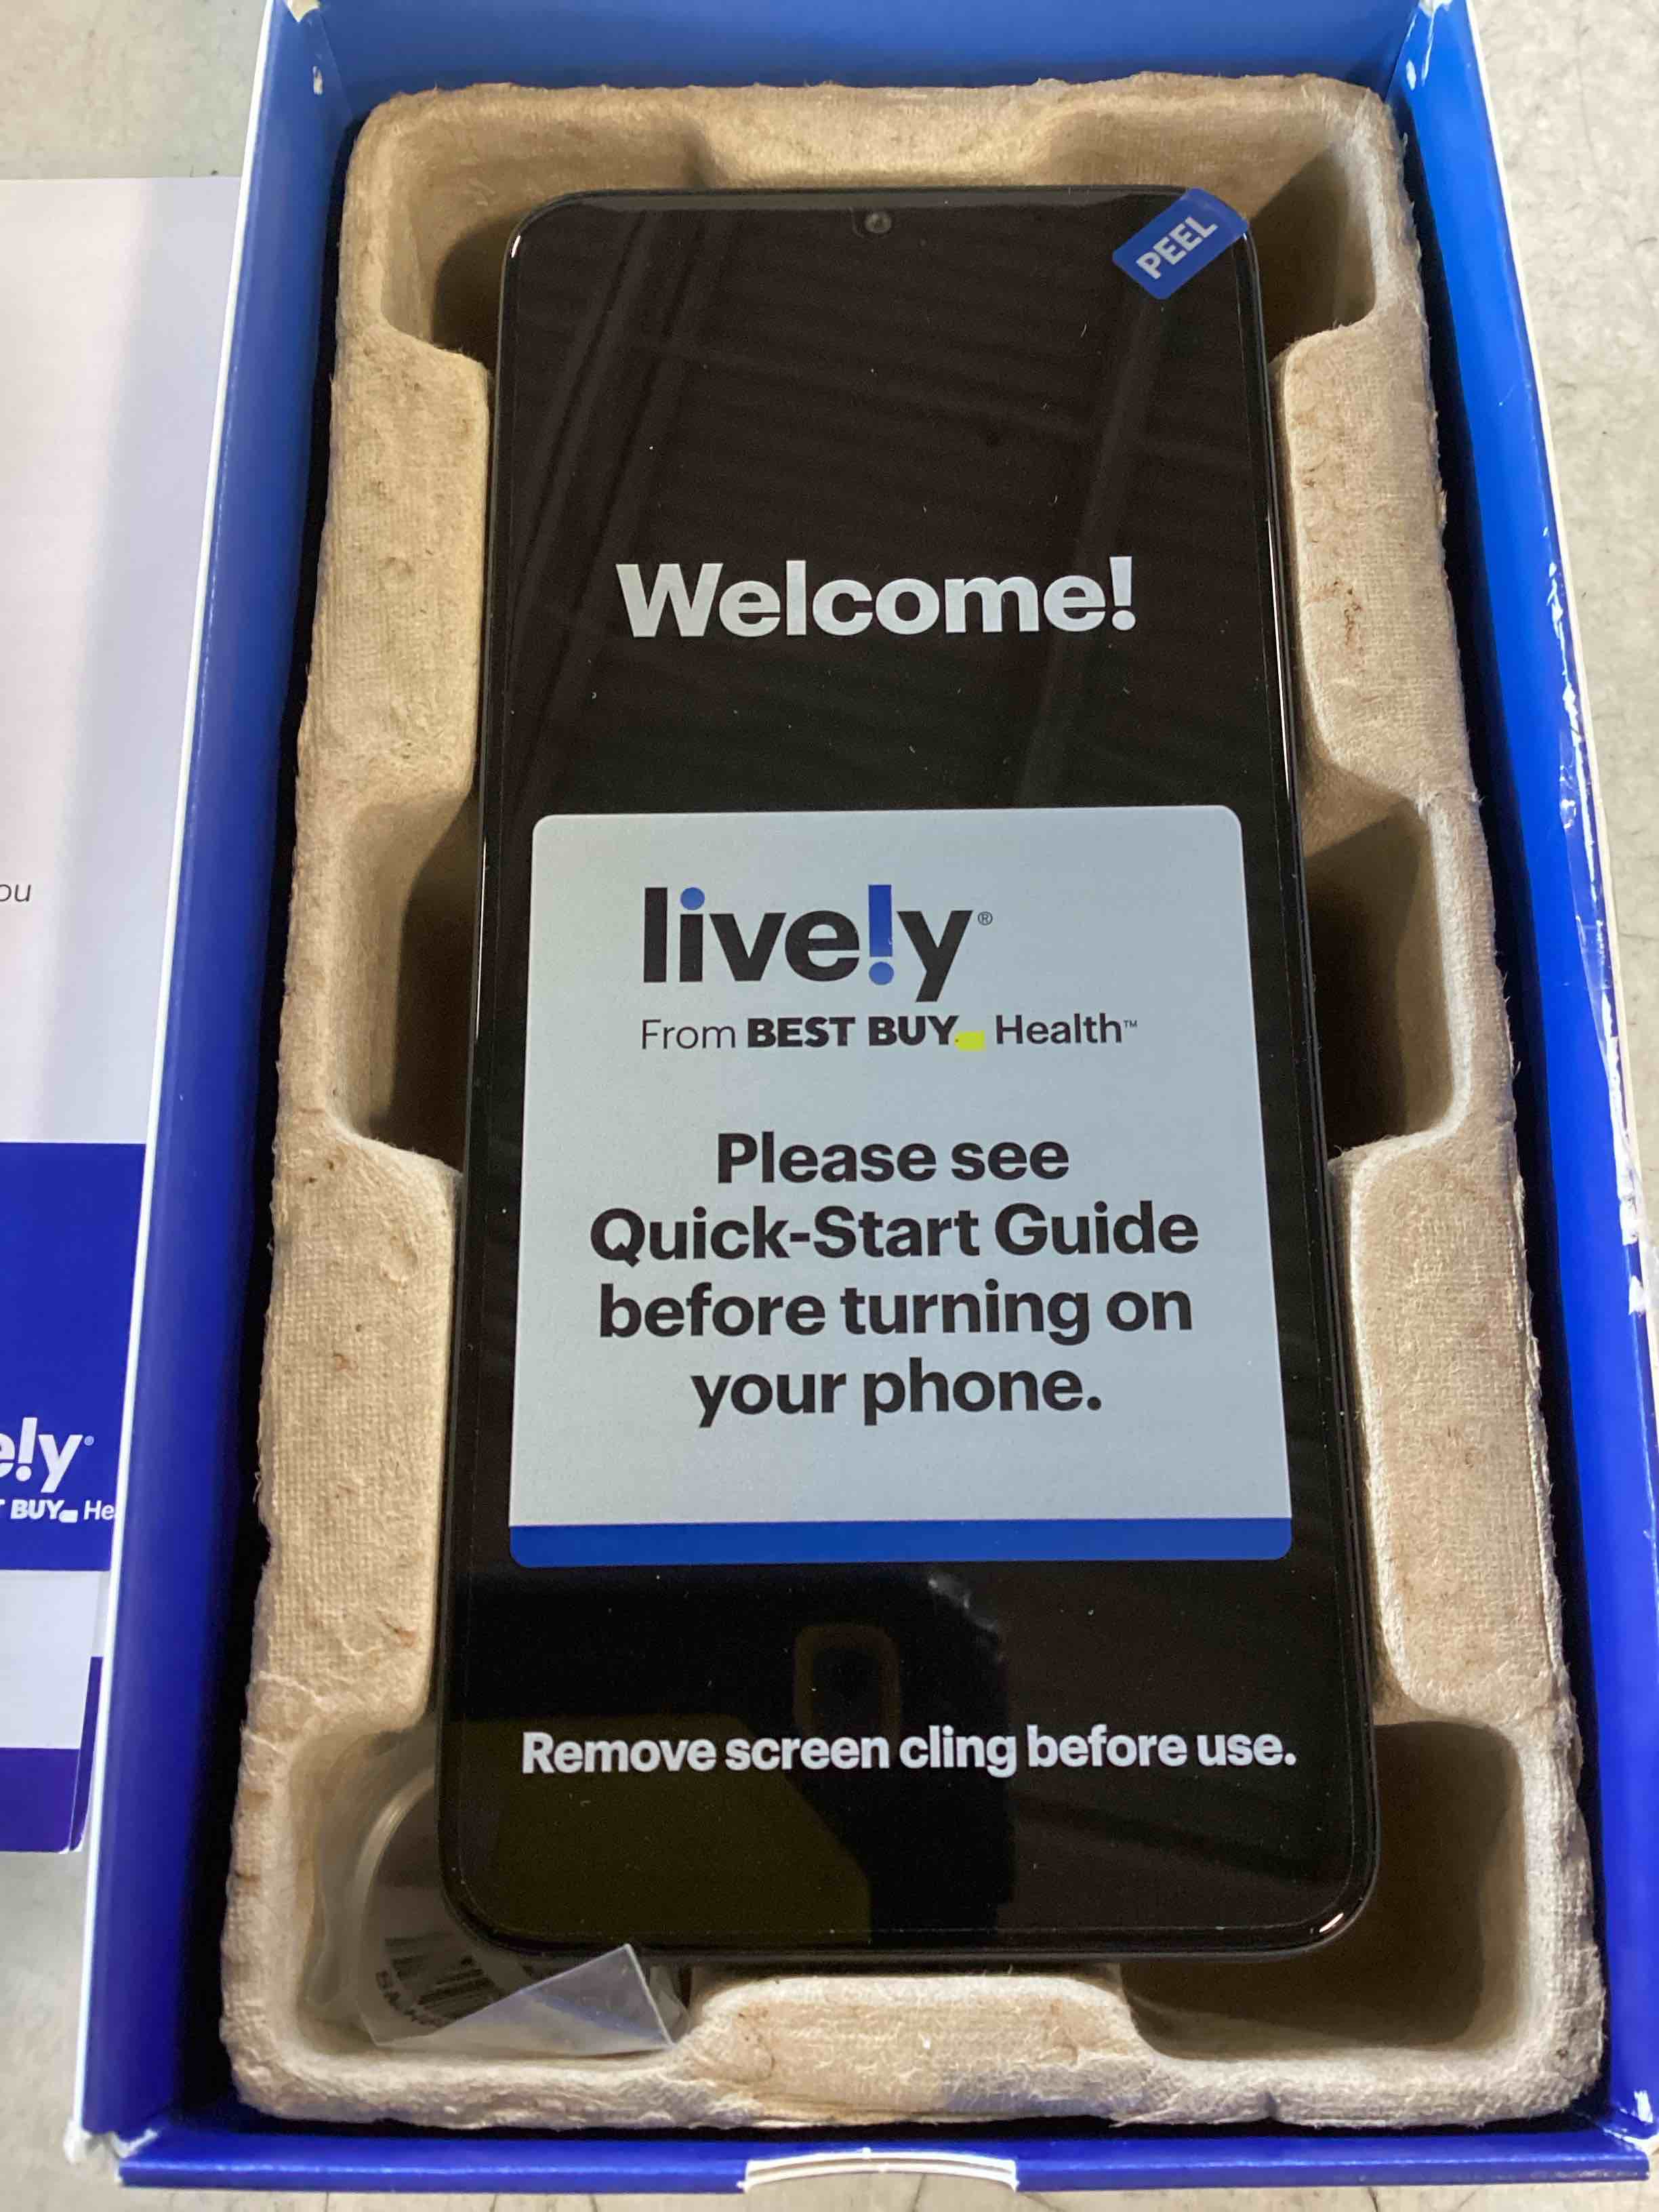 PEEL
Welcome!
lively®
From BEST BUY Health™
Please see
Quick-Start Guide
before turning on
your phone.
Remove screen cling before use.
ou
ely®
BUY He